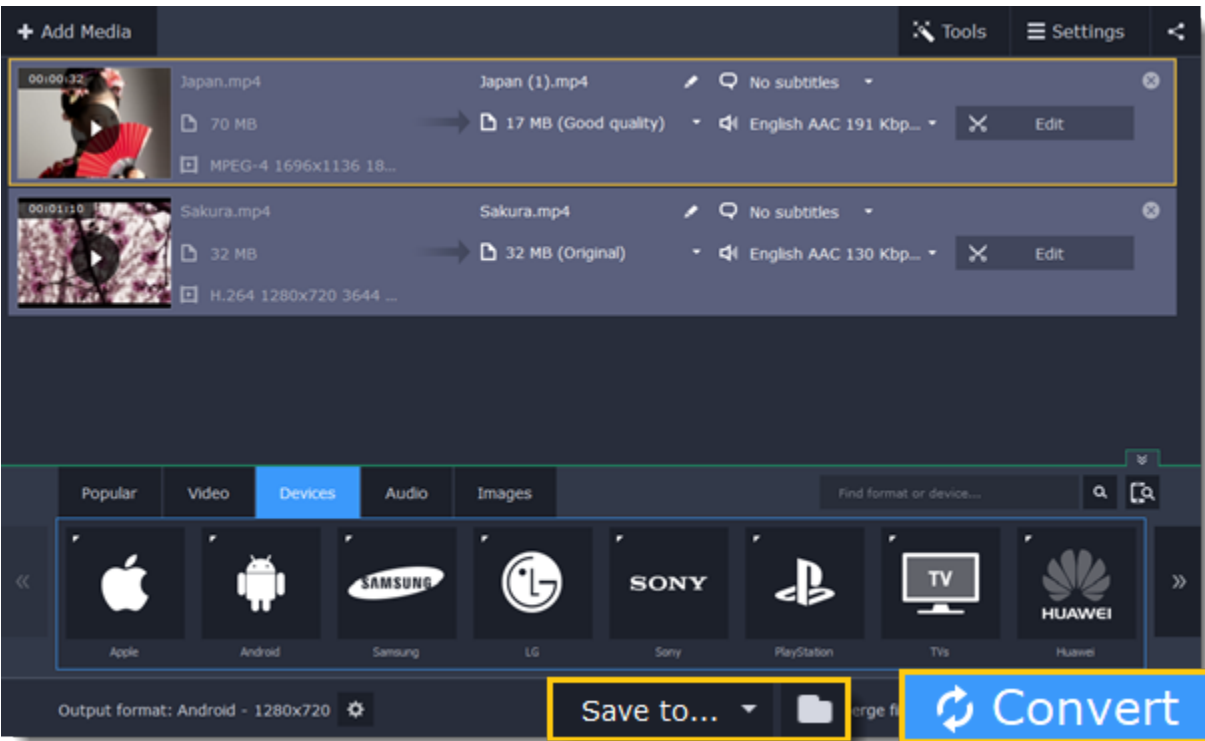 Add Media
Tools
Settings
00:00:32
Japan.mp4
Japan (1).mp4
No subtitles
70 MB
17 MB (Good quality)
English AAC 191 Kbp...
Edit
MPEG-4 1696x1136 18...
00:01:10
Sakura.mp4
Sakura.mp4
No subtitles
32 MB
32 MB (Original)
English AAC 130 Kbp...
Edit
H.264 1280x720 3644 ...
Popular
Video
Devices
Audio
Images
Find format or device...
SAMSUNG
LG
SONY
TV
HUAWEI
Apple
Android
Samsung
LG
Sony
PlayStation
TVs
Huawei
Output format: Android - 1280x720
Save to...
Convert